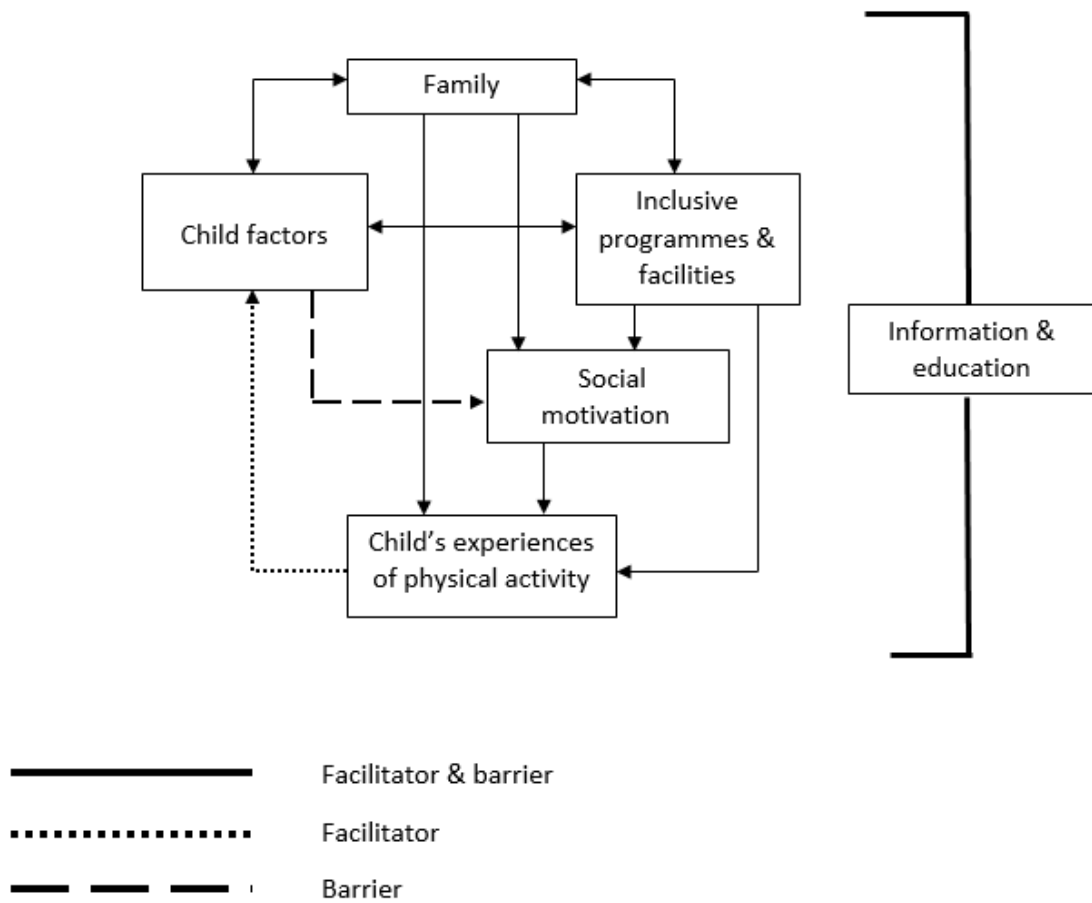 Family
Child factors
Inclusive
programmes &
facilities
Information &
education
Social
motivation
Child’s experiences
of physical activity
Facilitator & barrier
Facilitator
Barrier